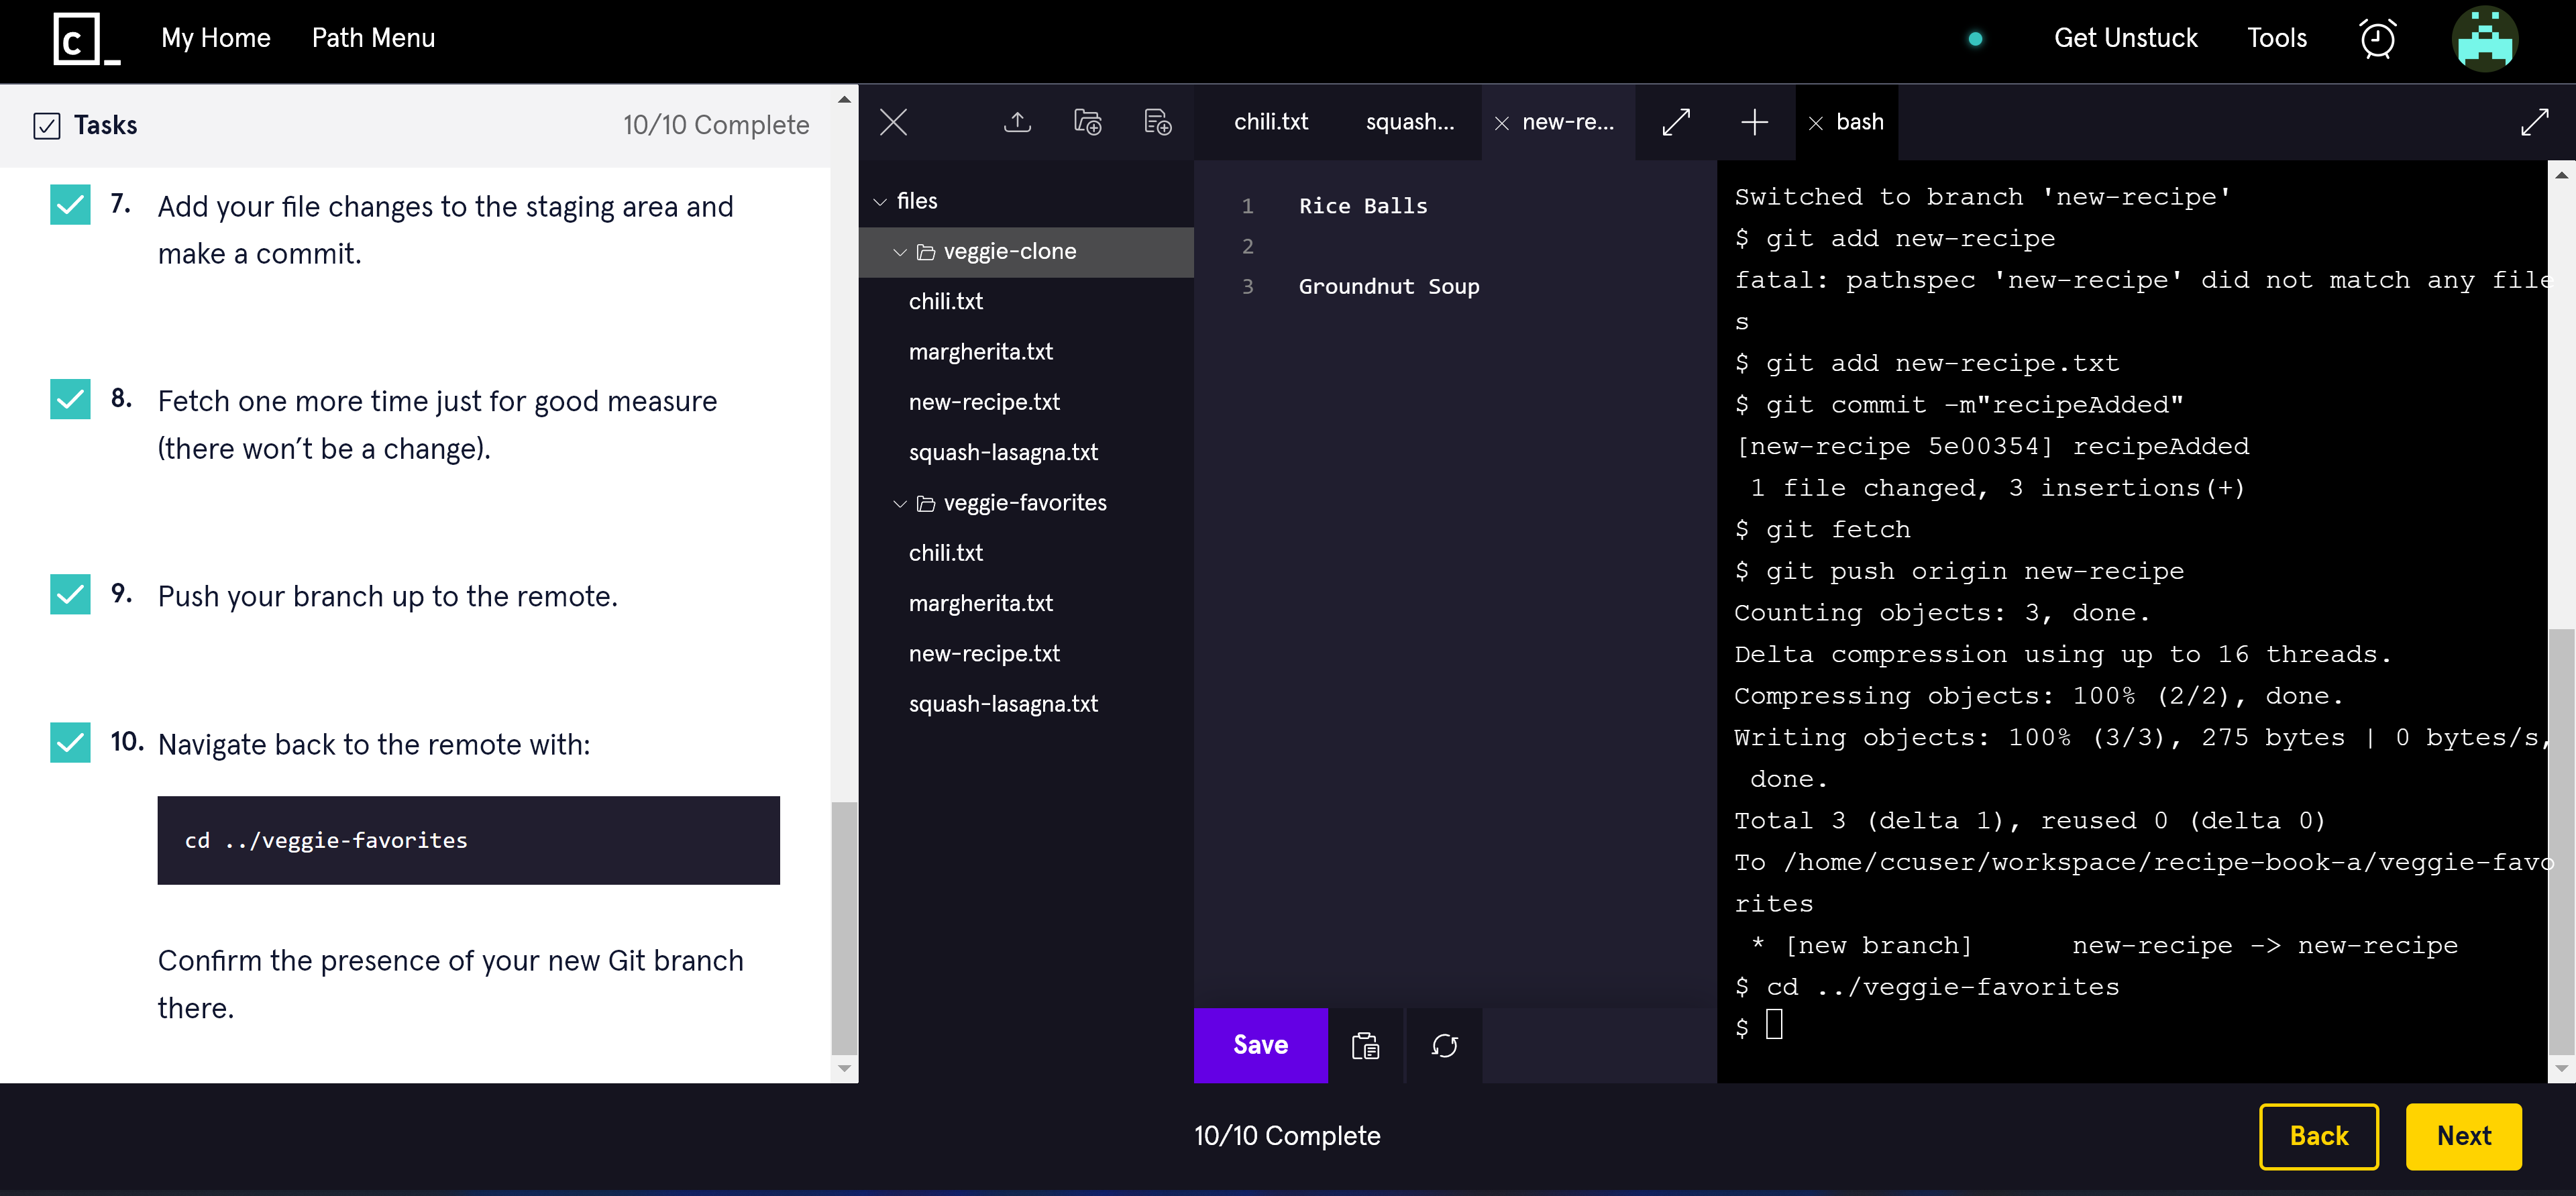 c
My Home
Path Menu
Get Unstuck
Tools
Tasks
10/10 Complete
7. Add your file changes to the staging area and
make a commit.
8. Fetch one more time just for good measure
(there won’t be a change).
9. Push your branch up to the remote.
10. Navigate back to the remote with:
cd ../veggie-favorites
Confirm the presence of your new Git branch
there.
files
veggie-clone
chili.txt
margherita.txt
new-recipe.txt
squash-lasagna.txt
veggie-favorites
chili.txt
margherita.txt
new-recipe.txt
squash-lasagna.txt
chili.txt
squash...
new-re...
1 Rice Balls
2
3 Groundnut Soup
Save
bash
Switched to branch 'new-recipe'
$ git add new-recipe
fatal: pathspec 'new-recipe' did not match any file
s
$ git add new-recipe.txt
$ git commit -m"recipeAdded"
[new-recipe 5e00354] recipeAdded
1 file changed, 3 insertions(+)
$ git fetch
$ git push origin new-recipe
Counting objects: 3, done.
Delta compression using up to 16 threads.
Compressing objects: 100% (2/2), done.
Writing objects: 100% (3/3), 275 bytes | 0 bytes/s,
done.
Total 3 (delta 1), reused 0 (delta 0)
To /home/ccuser/workspace/recipe-book-a/veggie-favo
rites
* [new branch]      new-recipe -> new-recipe
$ cd ../veggie-favorites
$
10/10 Complete
Back
Next